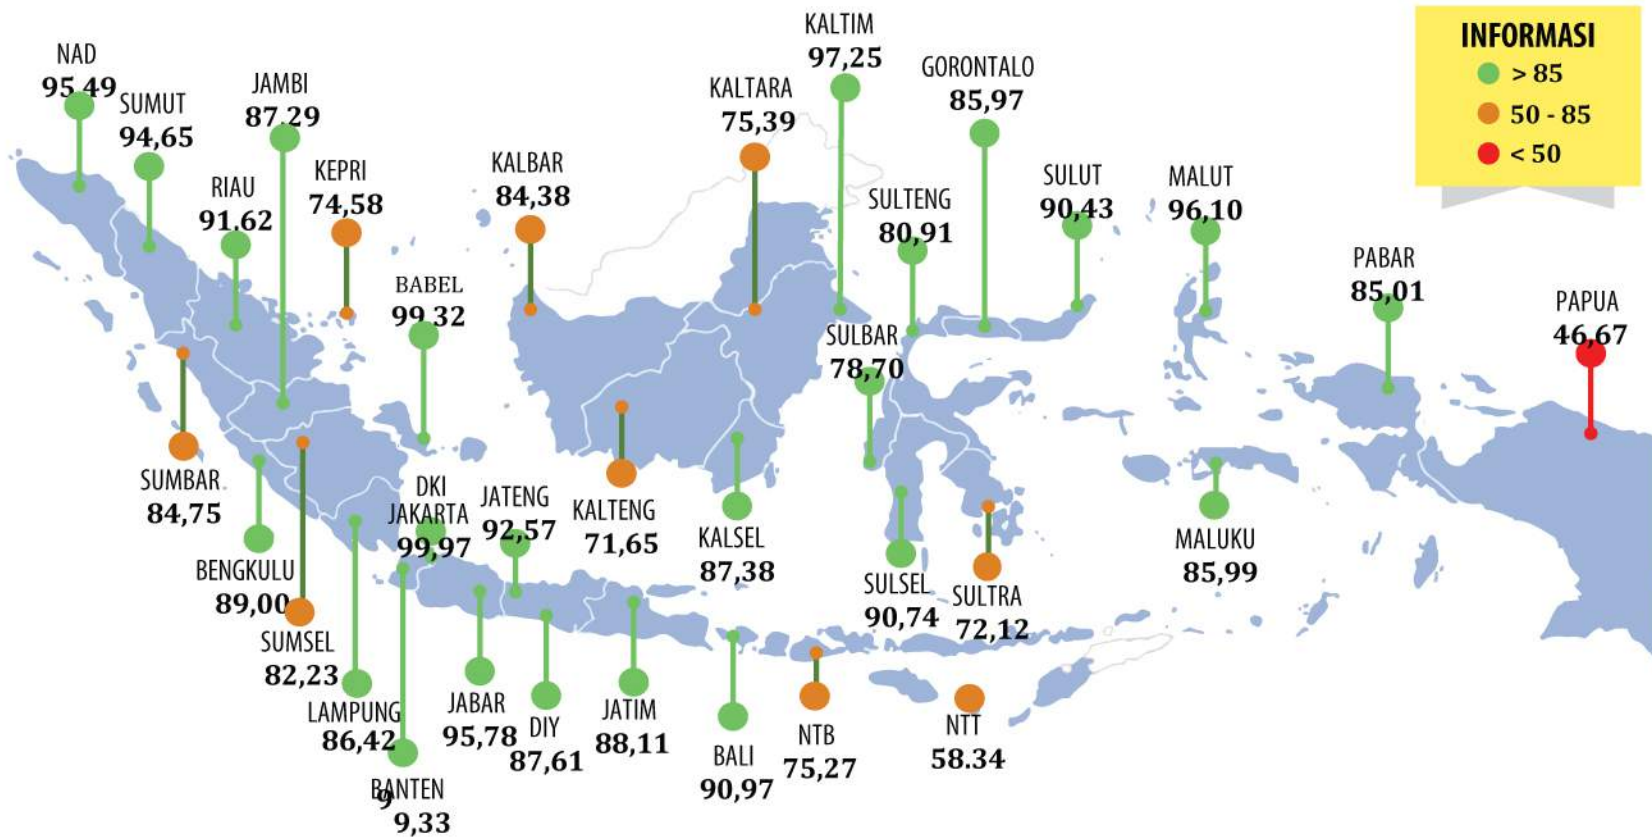 NAD
95,49
SUMUT
94,65
JAMBI
87,29
RIAU
91,62
KEPRI
74,58
KALBAR
84,38
KALTARA
75,39
KALTIM
97,25
GORONTALO
85,97
SULTENG
80,91
SULUT
90,43
MALUT
96,10
PABAR
85,01
PAPUA
46,67
INFORMASI
> 85
50 - 85
< 50
BABEL
99,32
SULBAR
78,70
SUMBAR
84,75
BENGKULU
89,00
SUMSEL
82,23
LAMPUNG
86,42
DKI
JAKARTA
99,97
JATENG
92,57
KALTENG
71,65
KALSEL
87,38
SULSEL
90,74
SULTRA
72,12
MALUKU
85,99
BANTEN
9
9,33
JABAR
95,78
DIY
87,61
JATIM
88,11
BALI
90,97
NTB
75,27
NTT
58.34